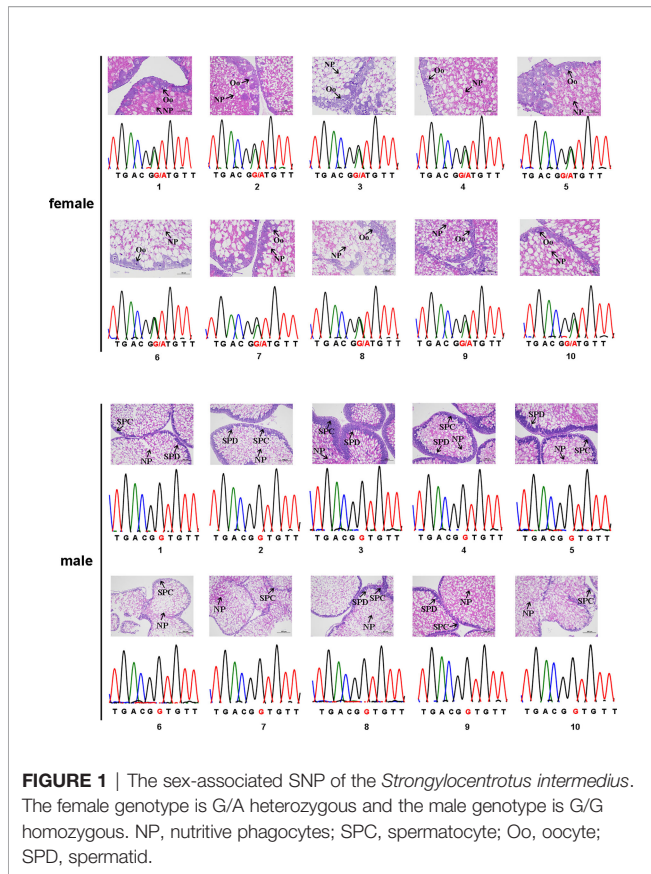 Oo
NP
Oo
NP
NP
Oo
Oo
NP
Oo
NP
T G A C G G/A T G T T
T G A C G G/A T G T T
T G A C G G/A T G T T
T G A C G G/A T G T T
T G A C G G/A T G T T
1 2 3 4 5
female
Oo
NP
Oo
NP
NP
Oo
NP
Oo
Oo
NP
T G A C G G/A T G T T
T G A C G G/A T G T T
T G A C G G/A T G T T
T G A C G G/A T G T T
T G A C G G/A T G T T
6 7 8 9 10
SPC
NP
SPD
SPD
SPC
NP
SPC
SPD
NP
SPC
SPD
NP
SPD
NP
SPC
T G A C G G T G T T
T G A C G G T G T T
T G A C G G T G T T
T G A C G G T G T T
T G A C G G T G T T
1 2 3 4 5
male
SPC
NP
NP
SPC
SPD
SPC
NP
SPD
NP
SPC
NP
SPC
T G A C G G T G T T
T G A C G G T G T T
T G A C G G T G T T
T G A C G G T G T T
T G A C G G T G T T
6 7 8 9 10
FIGURE 1 | The sex-associated SNP of the Strongylocentrotus intermedius.
The female genotype is G/A heterozygous and the male genotype is G/G
homozygous. NP, nutritive phagocytes; SPC, spermatocyte; Oo, oocyte;
SPD, spermatid.